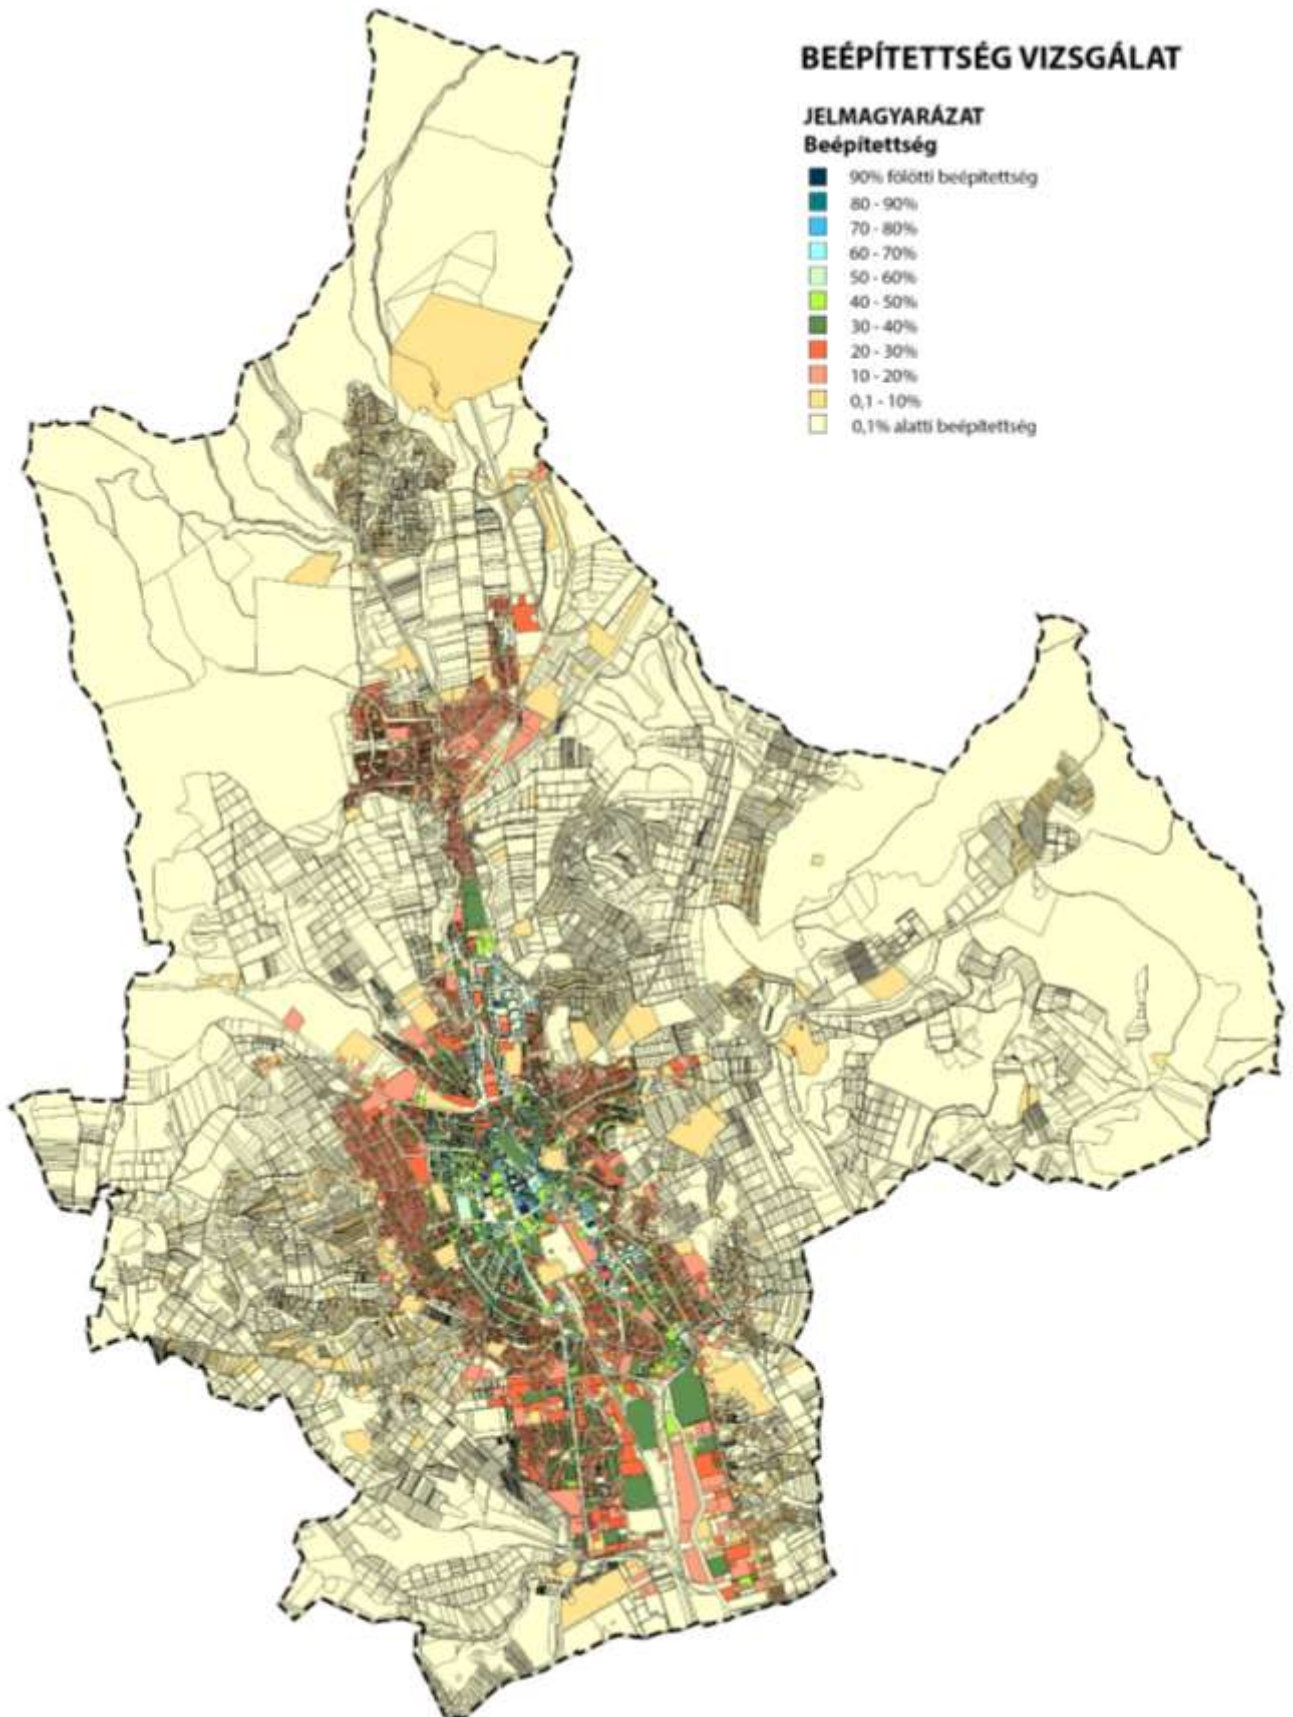 BEÉPÍTETTSÉG VIZSGÁLAT
JELMAGYARÁZAT
Beépítettség
90% fölötti beépítettség
80 - 90%
70 - 80%
60 - 70%
50 - 60%
40 - 50%
30 - 40%
20 - 30%
10 - 20%
0,1 - 10%
0,1% alatti beépítettség